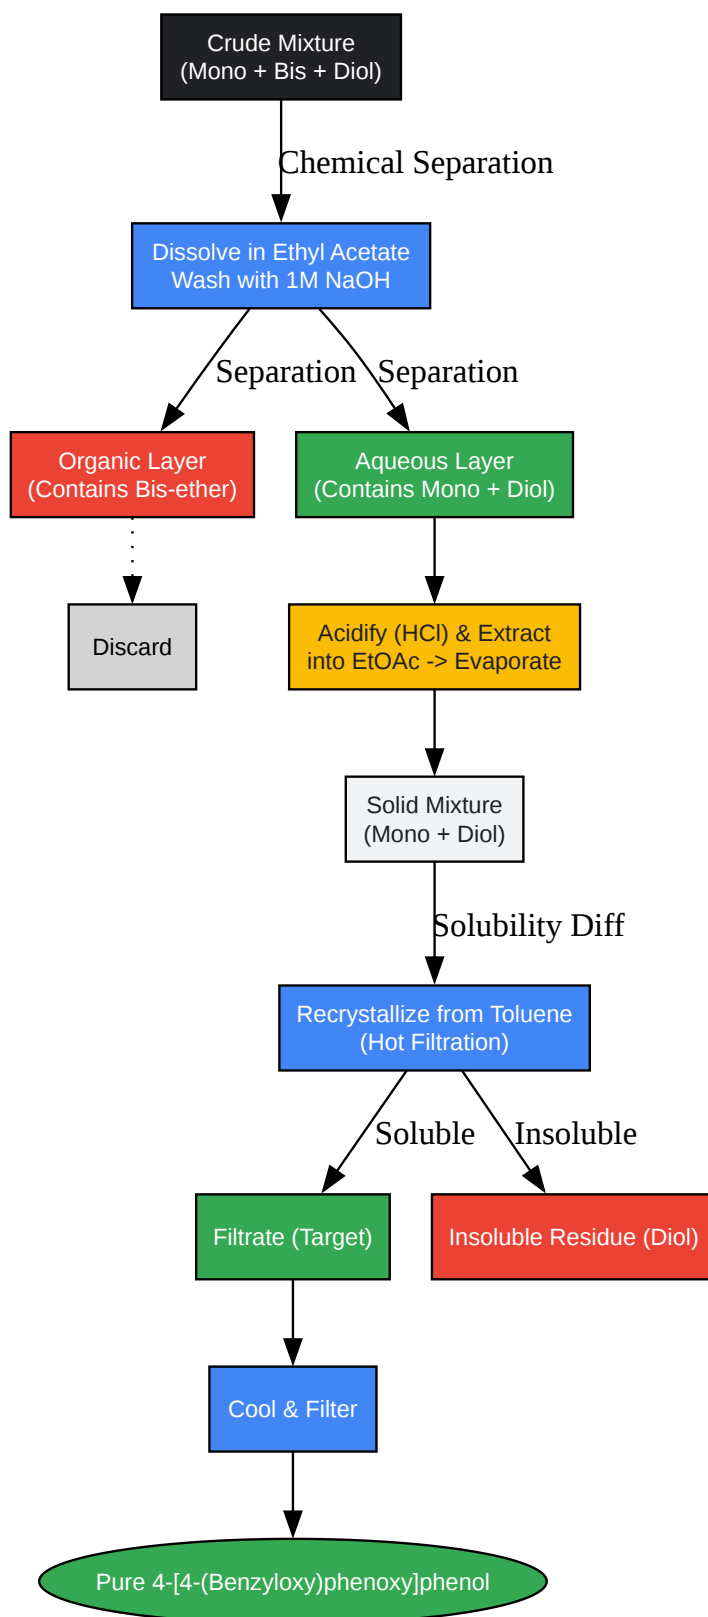 Crude Mixture
(Mono + Bis + Diol)
Chemical Separation
Dissolve in Ethyl Acetate
Wash with 1M NaOH
Separation
Separation
Organic Layer
(Contains Bis-ether)
Aqueous Layer
(Contains Mono + Diol)
Discard
Acidify (HCl) & Extract
into EtOAc -> Evaporate
Solid Mixture
(Mono + Diol)
Solubility Diff
Recrystallize from Toluene
(Hot Filtration)
Soluble
Insoluble
Filtrate (Target)
Insoluble Residue (Diol)
Cool & Filter
Pure 4-[4-(Benzyloxy)phenoxy]phenol